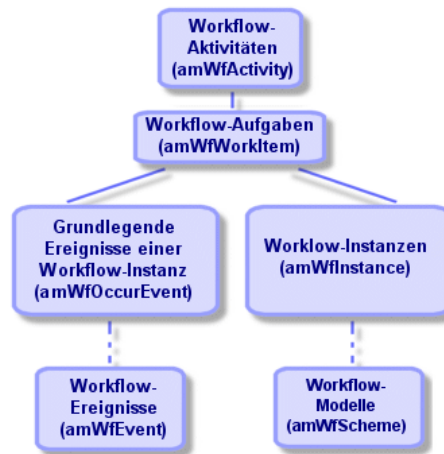 Workflow-
Aktivitäten
(amWfActivity)
Workflow-Aufgaben
(amWfWorkItem)
Grundlegende
Ereignisse einer
Workflow-Instanz
(amWfOccurEvent)
Worklow-Instanzen
(amWfInstance)
Workflow-
Ereignisse
(amWfEvent)
Workflow-
Modelle
(amWfScheme)